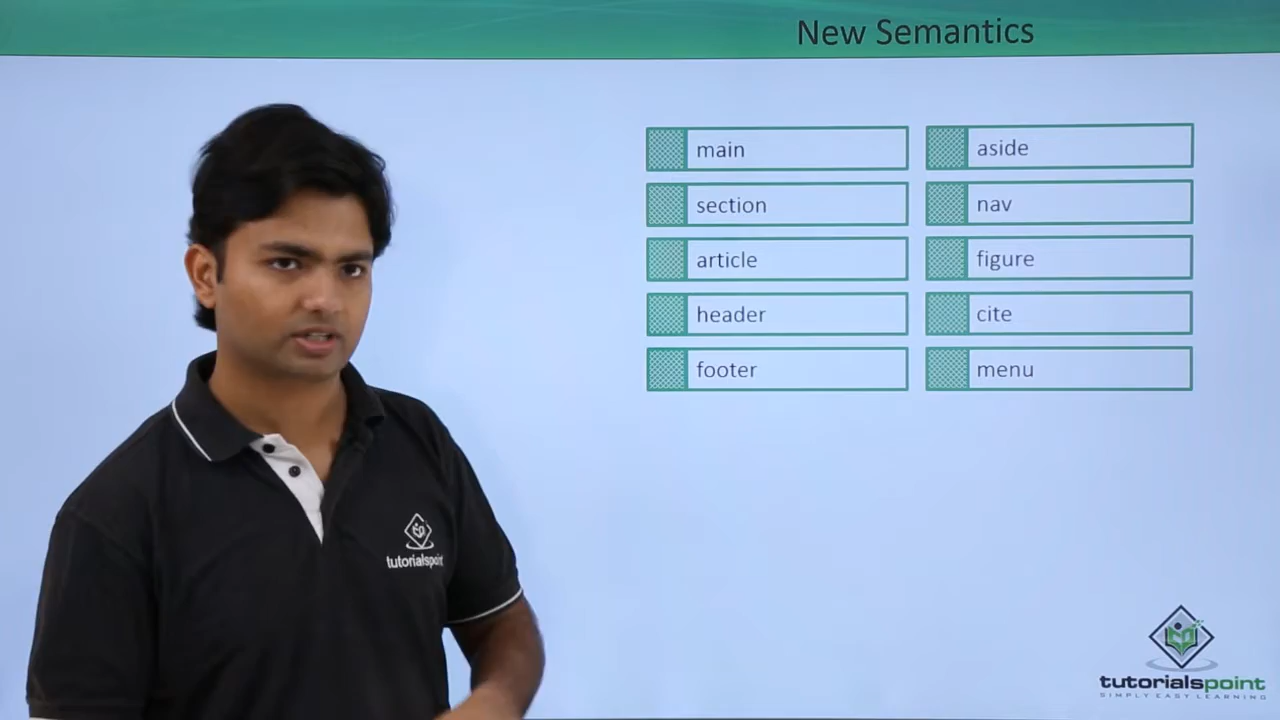 New Semantics
main
section
article
header
footer
aside
nav
figure
cite
menu
tutorialspoint
tutorialspoint
SIMPLY EASY LEARNING